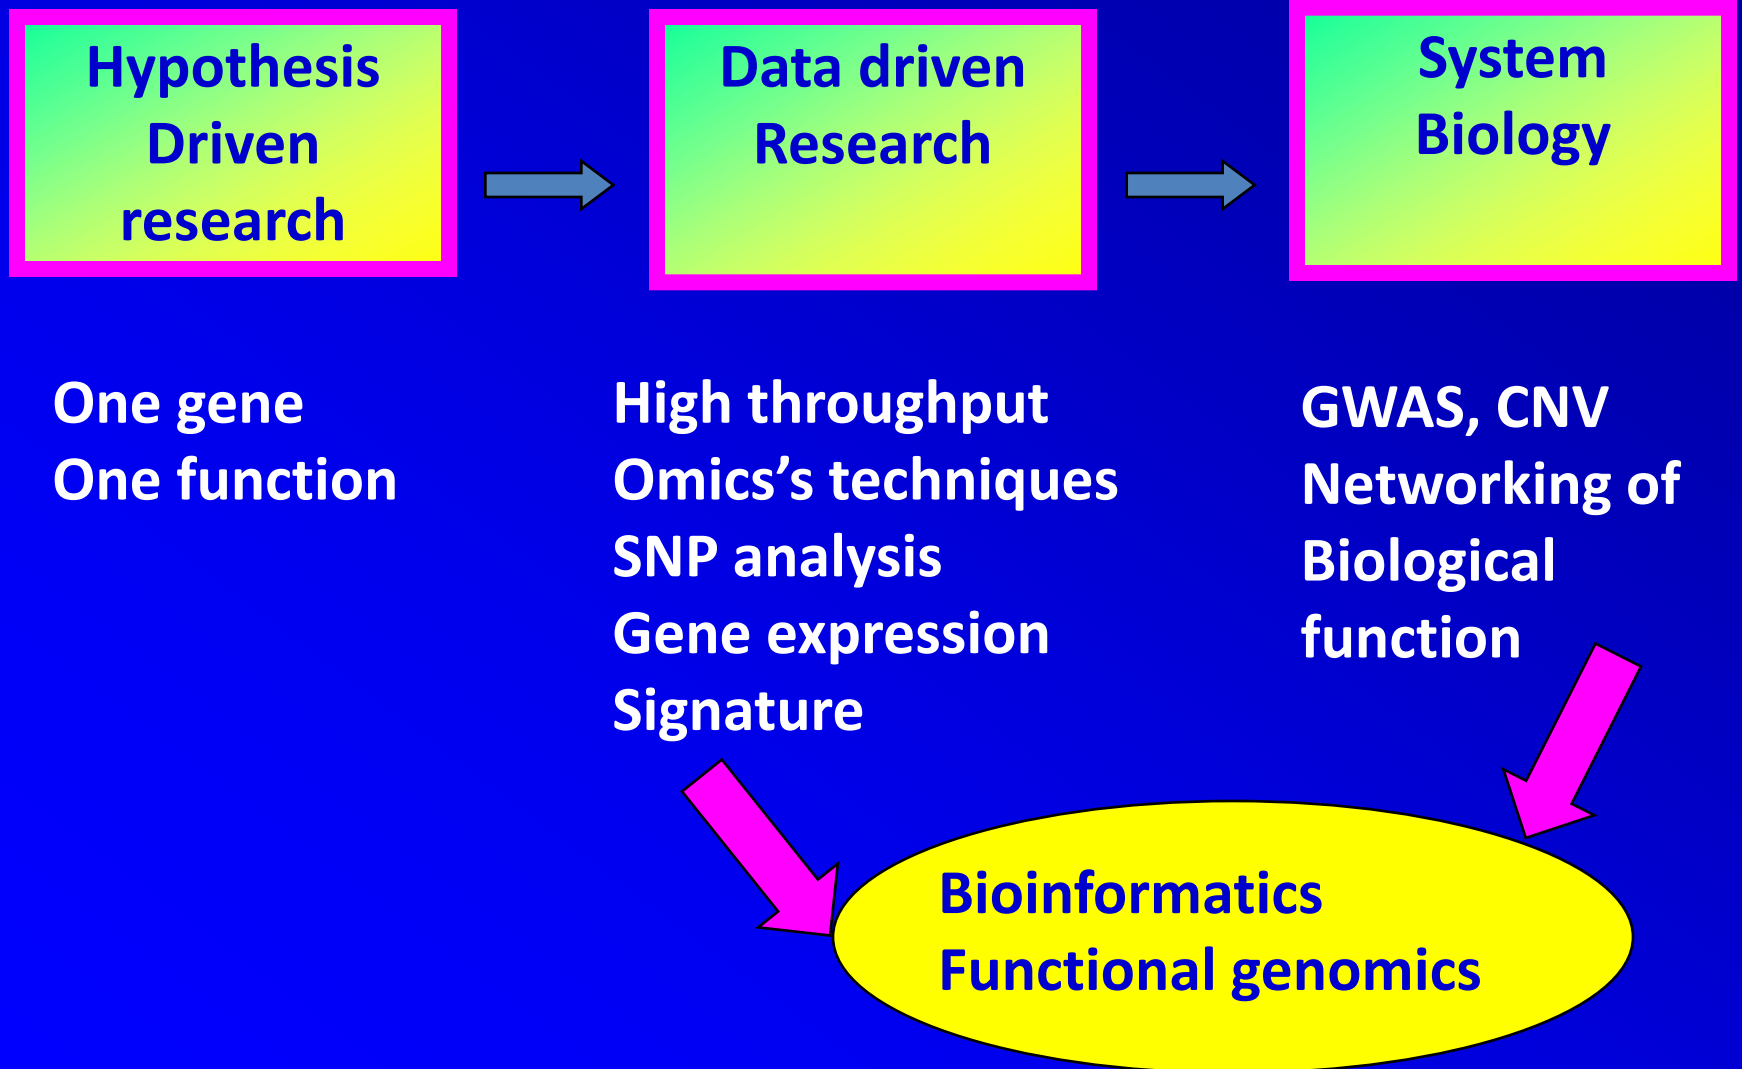 Hypothesis
Driven
research
Data driven
Research
System
Biology
One gene
One function
High throughput
Omics’s techniques
SNP analysis
Gene expression
Signature
GWAS, CNV
Networking of
Biological
function
Bioinformatics
Functional genomics